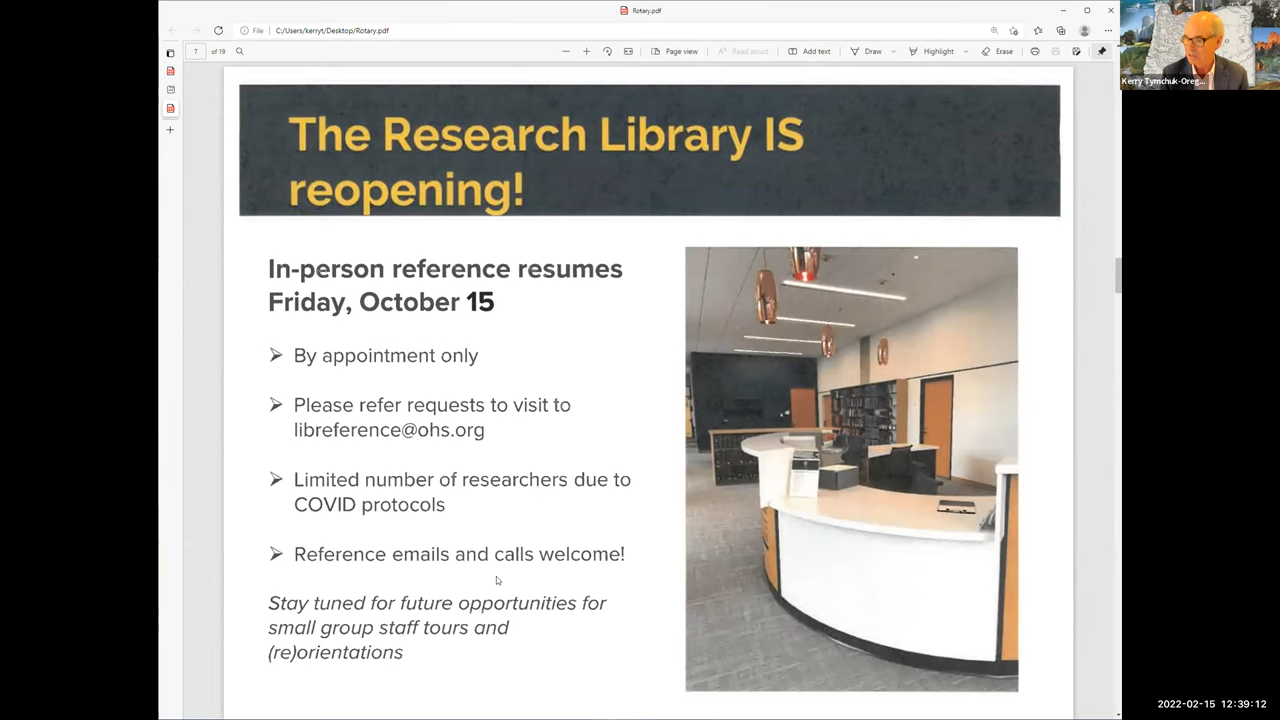 Rotary.pdf
File
C:/Users/kerryt/Desktop/Rotary.pdf
7 of 19
Page view
Read aloud
Add text
Draw
Highlight
Erase
Kerry Tymchuk-Oreg...
The Research Library IS
reopening!
In-person reference resumes
Friday, October 15
➢ By appointment only
➢ Please refer requests to visit to
libreference@ohs.org
➢ Limited number of researchers due to
COVID protocols
➢ Reference emails and calls welcome!
Stay tuned for future opportunities for
small group staff tours and
(re)orientations
2022-02-15 12:39:12